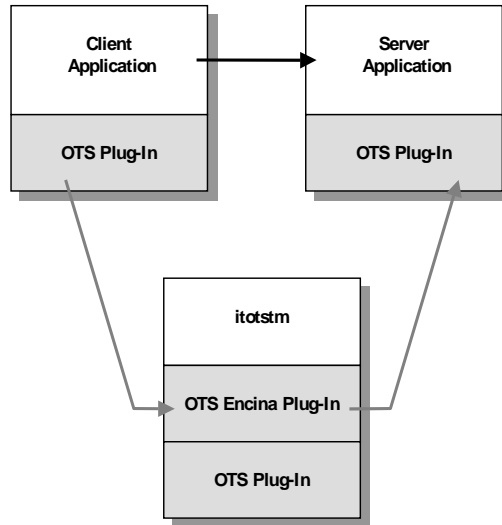 Client
Application
Server
Application
OTS Plug-In
OTS Plug-In
itotstm
OTS Encina Plug-In
OTS Plug-In